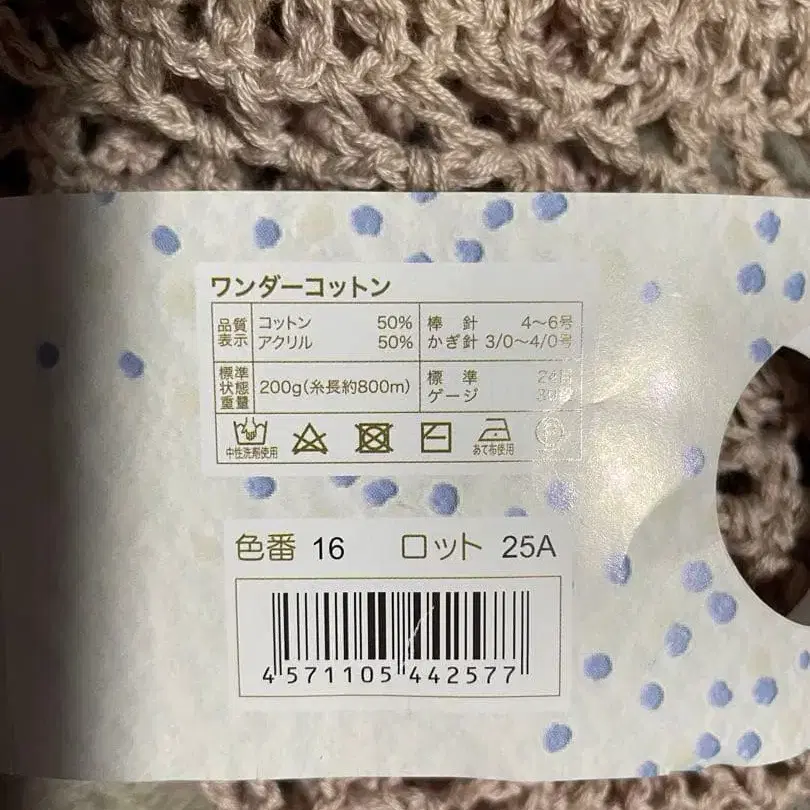 ワンダーコットン
品質表示
コットン 50%
アクリル 50%
棒針 4〜6号
かぎ針 3/0〜4/0号
標準状態重量
200g(糸長約800m)
標準ゲージ
中性洗剤使用
あて布使用
色番 16 ロット 25A
4 571105 442577